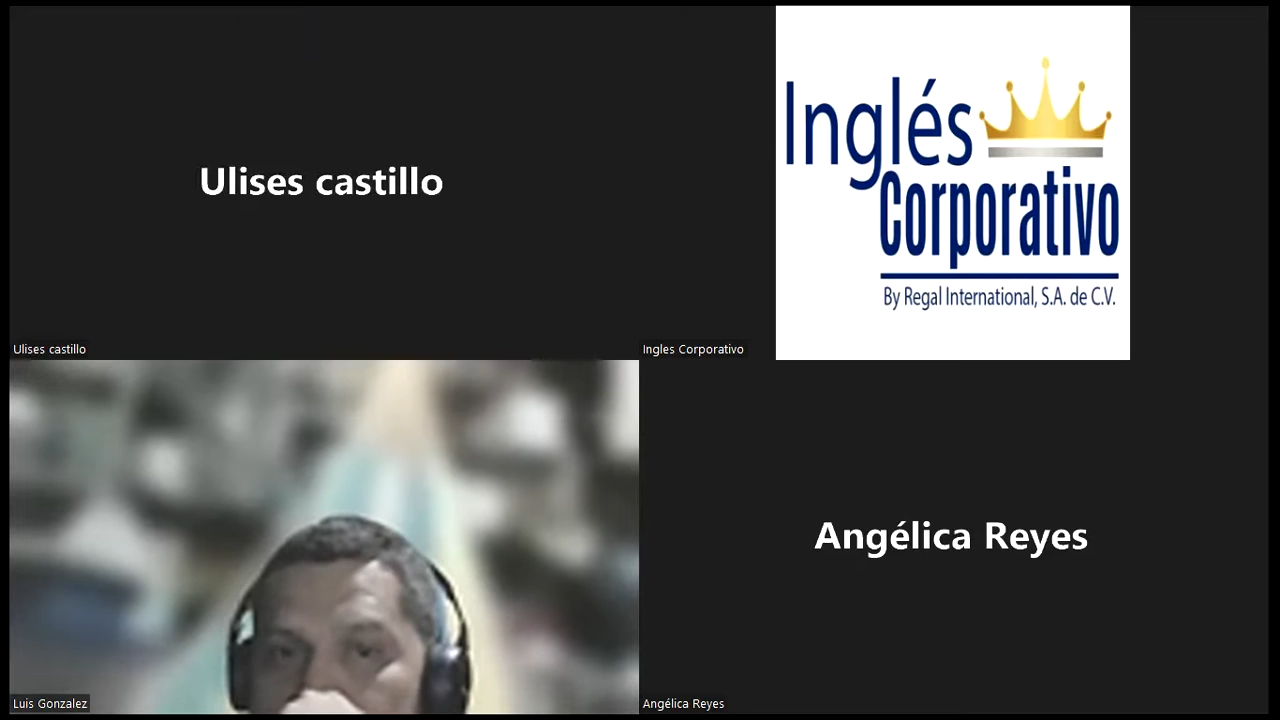 Ulises castillo
Inglés
Corporativo
By Regal International, S.A. de C.V.
Ulises castillo
Ingles Corporativo
Angélica Reyes
Luis Gonzalez
Angélica Reyes